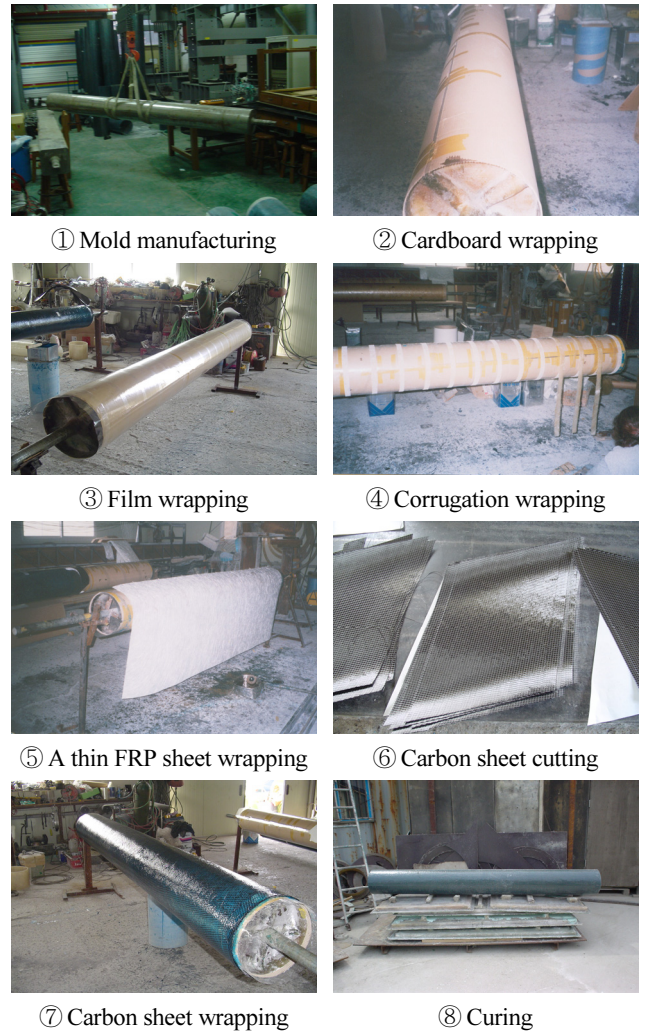 ① Mold manufacturing
② Cardboard wrapping
③ Film wrapping
④ Corrugation wrapping
⑤ A thin FRP sheet wrapping
⑥ Carbon sheet cutting
⑦ Carbon sheet wrapping
⑧ Curing